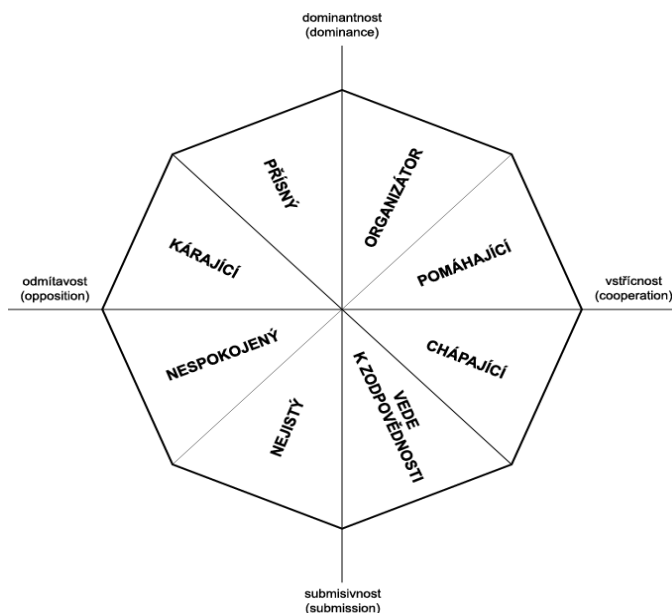 dominantnost
(dominance)
PŘÍSNÝ
ORGANIZÁTOR
KÁRAJÍCÍ
POMÁHAJÍCÍ
odmítavost
(opposition)
vstřícnost
(cooperation)
NESPOKOJENÝ
CHÁPAJÍCÍ
NEJISTÝ
VEDE
K ZODPOVĚDNOSTI
submisivnost
(submission)